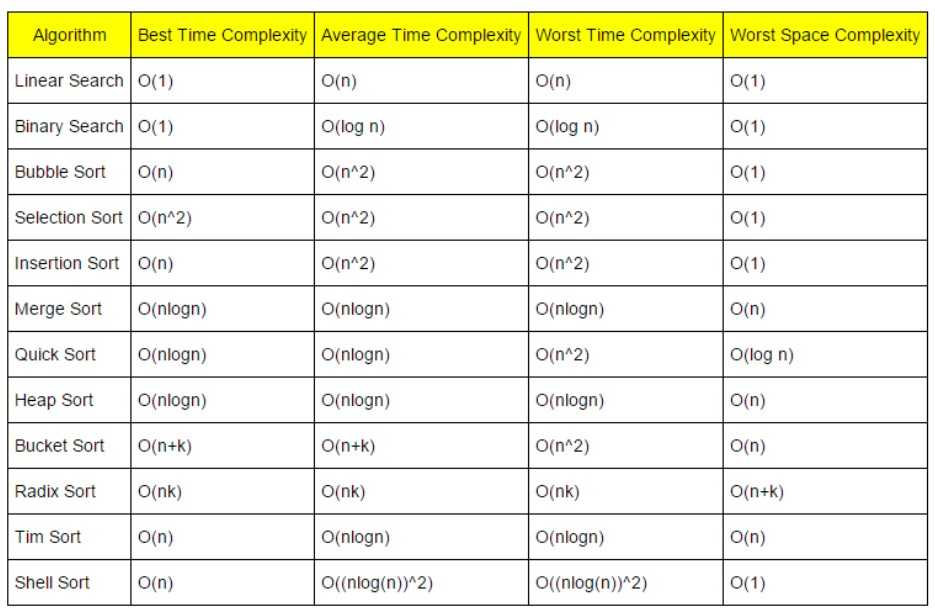 Algorithm Best Time Complexity Average Time Complexity Worst Time Complexity Worst Space Complexity
Linear Search O(1) O(n) O(n) O(1)
Binary Search O(1) O(log n) O(log n) O(1)
Bubble Sort O(n) O(n^2) O(n^2) O(1)
Selection Sort O(n^2) O(n^2) O(n^2) O(1)
Insertion Sort O(n) O(n^2) O(n^2) O(1)
Merge Sort O(nlogn) O(nlogn) O(nlogn) O(n)
Quick Sort O(nlogn) O(nlogn) O(n^2) O(log n)
Heap Sort O(nlogn) O(nlogn) O(nlogn) O(n)
Bucket Sort O(n+k) O(n+k) O(n^2) O(n)
Radix Sort O(nk) O(nk) O(nk) O(n+k)
Tim Sort O(n) O(nlogn) O(nlogn) O(n)
Shell Sort O(n) O((nlog(n))^2) O((nlog(n))^2) O(1)